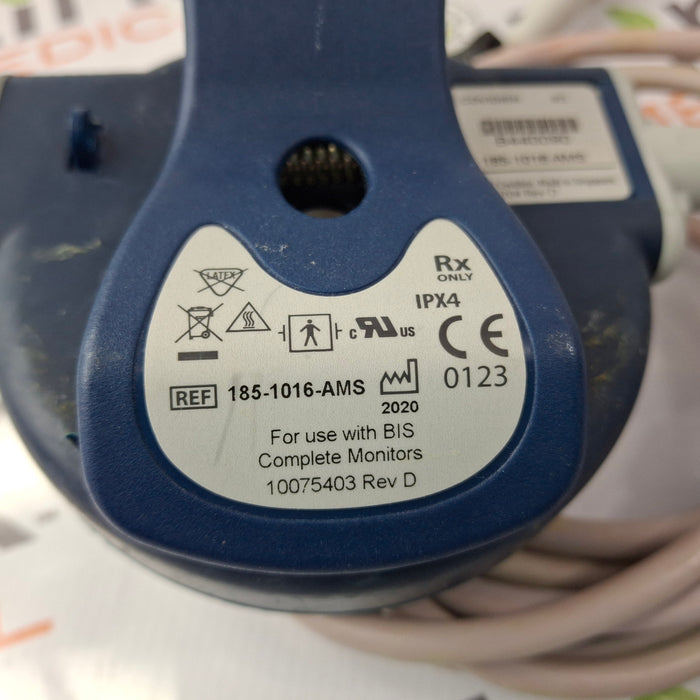 LATEX
Rx
ONLY
IPX4
c RU US
CE
0123
REF 185-1016-AMS
2020
For use with BIS
Complete Monitors
10075403 Rev D
185-1016-AMS